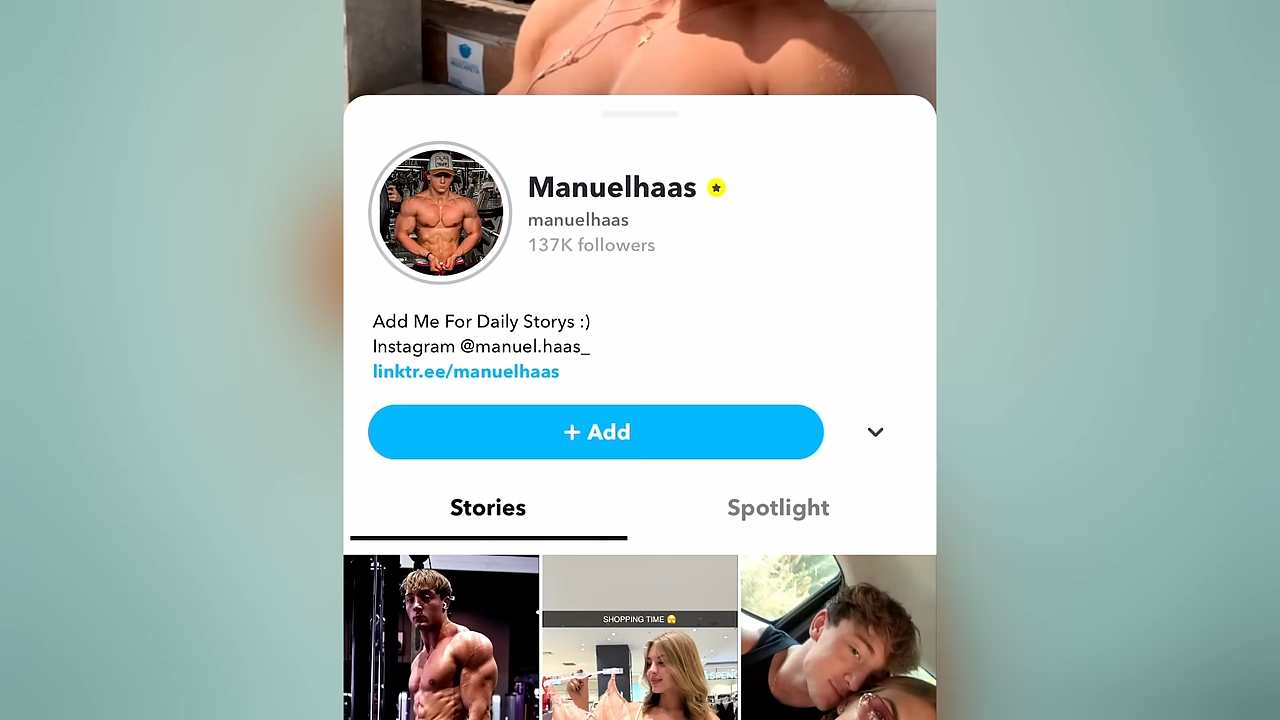 Manuelhaas
manuelhaas
137K followers
Add Me For Daily Storys :)
Instagram @manuel.haas_
linktr.ee/manuelhaas
+ Add
Stories
Spotlight
SHOPPING TIME 🫣